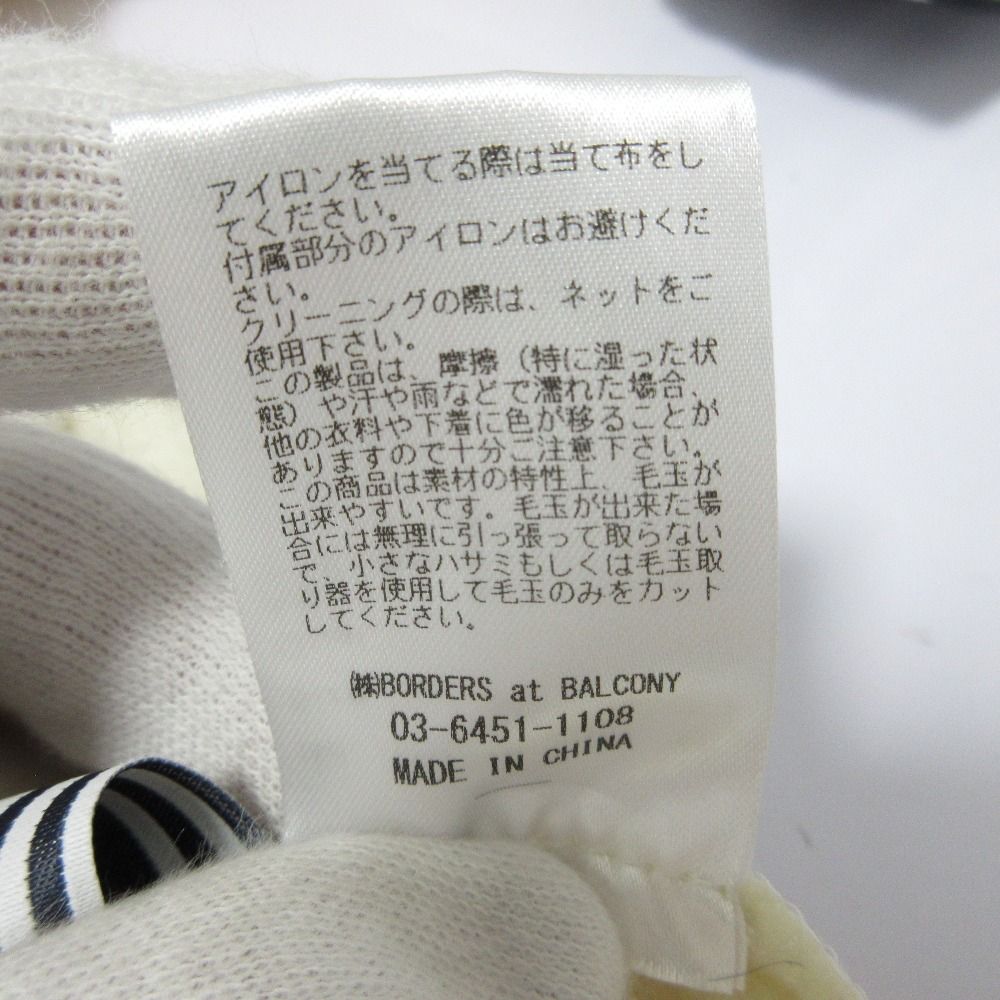 アイロンを当てる際は当て布をし
てください。
付属部分のアイロンはお避けくだ
さい。
クリーニングの際は、ネットをご
使用下さい。
この製品は、摩擦（特に湿った状
態）や汗や雨などで濡れた場合、
他の衣料や下着に色が移ることが
ありますので十分ご注意下さい。
この商品は素材の特性上、毛玉が
出来やすいです。毛玉が出来た場
合には無理に引っ張って取らない
で、小さなハサミもしくは毛玉取
り器を使用して毛玉のみをカット
してください。
㈱BORDERS at BALCONY
03-6451-1108
MADE IN CHINA